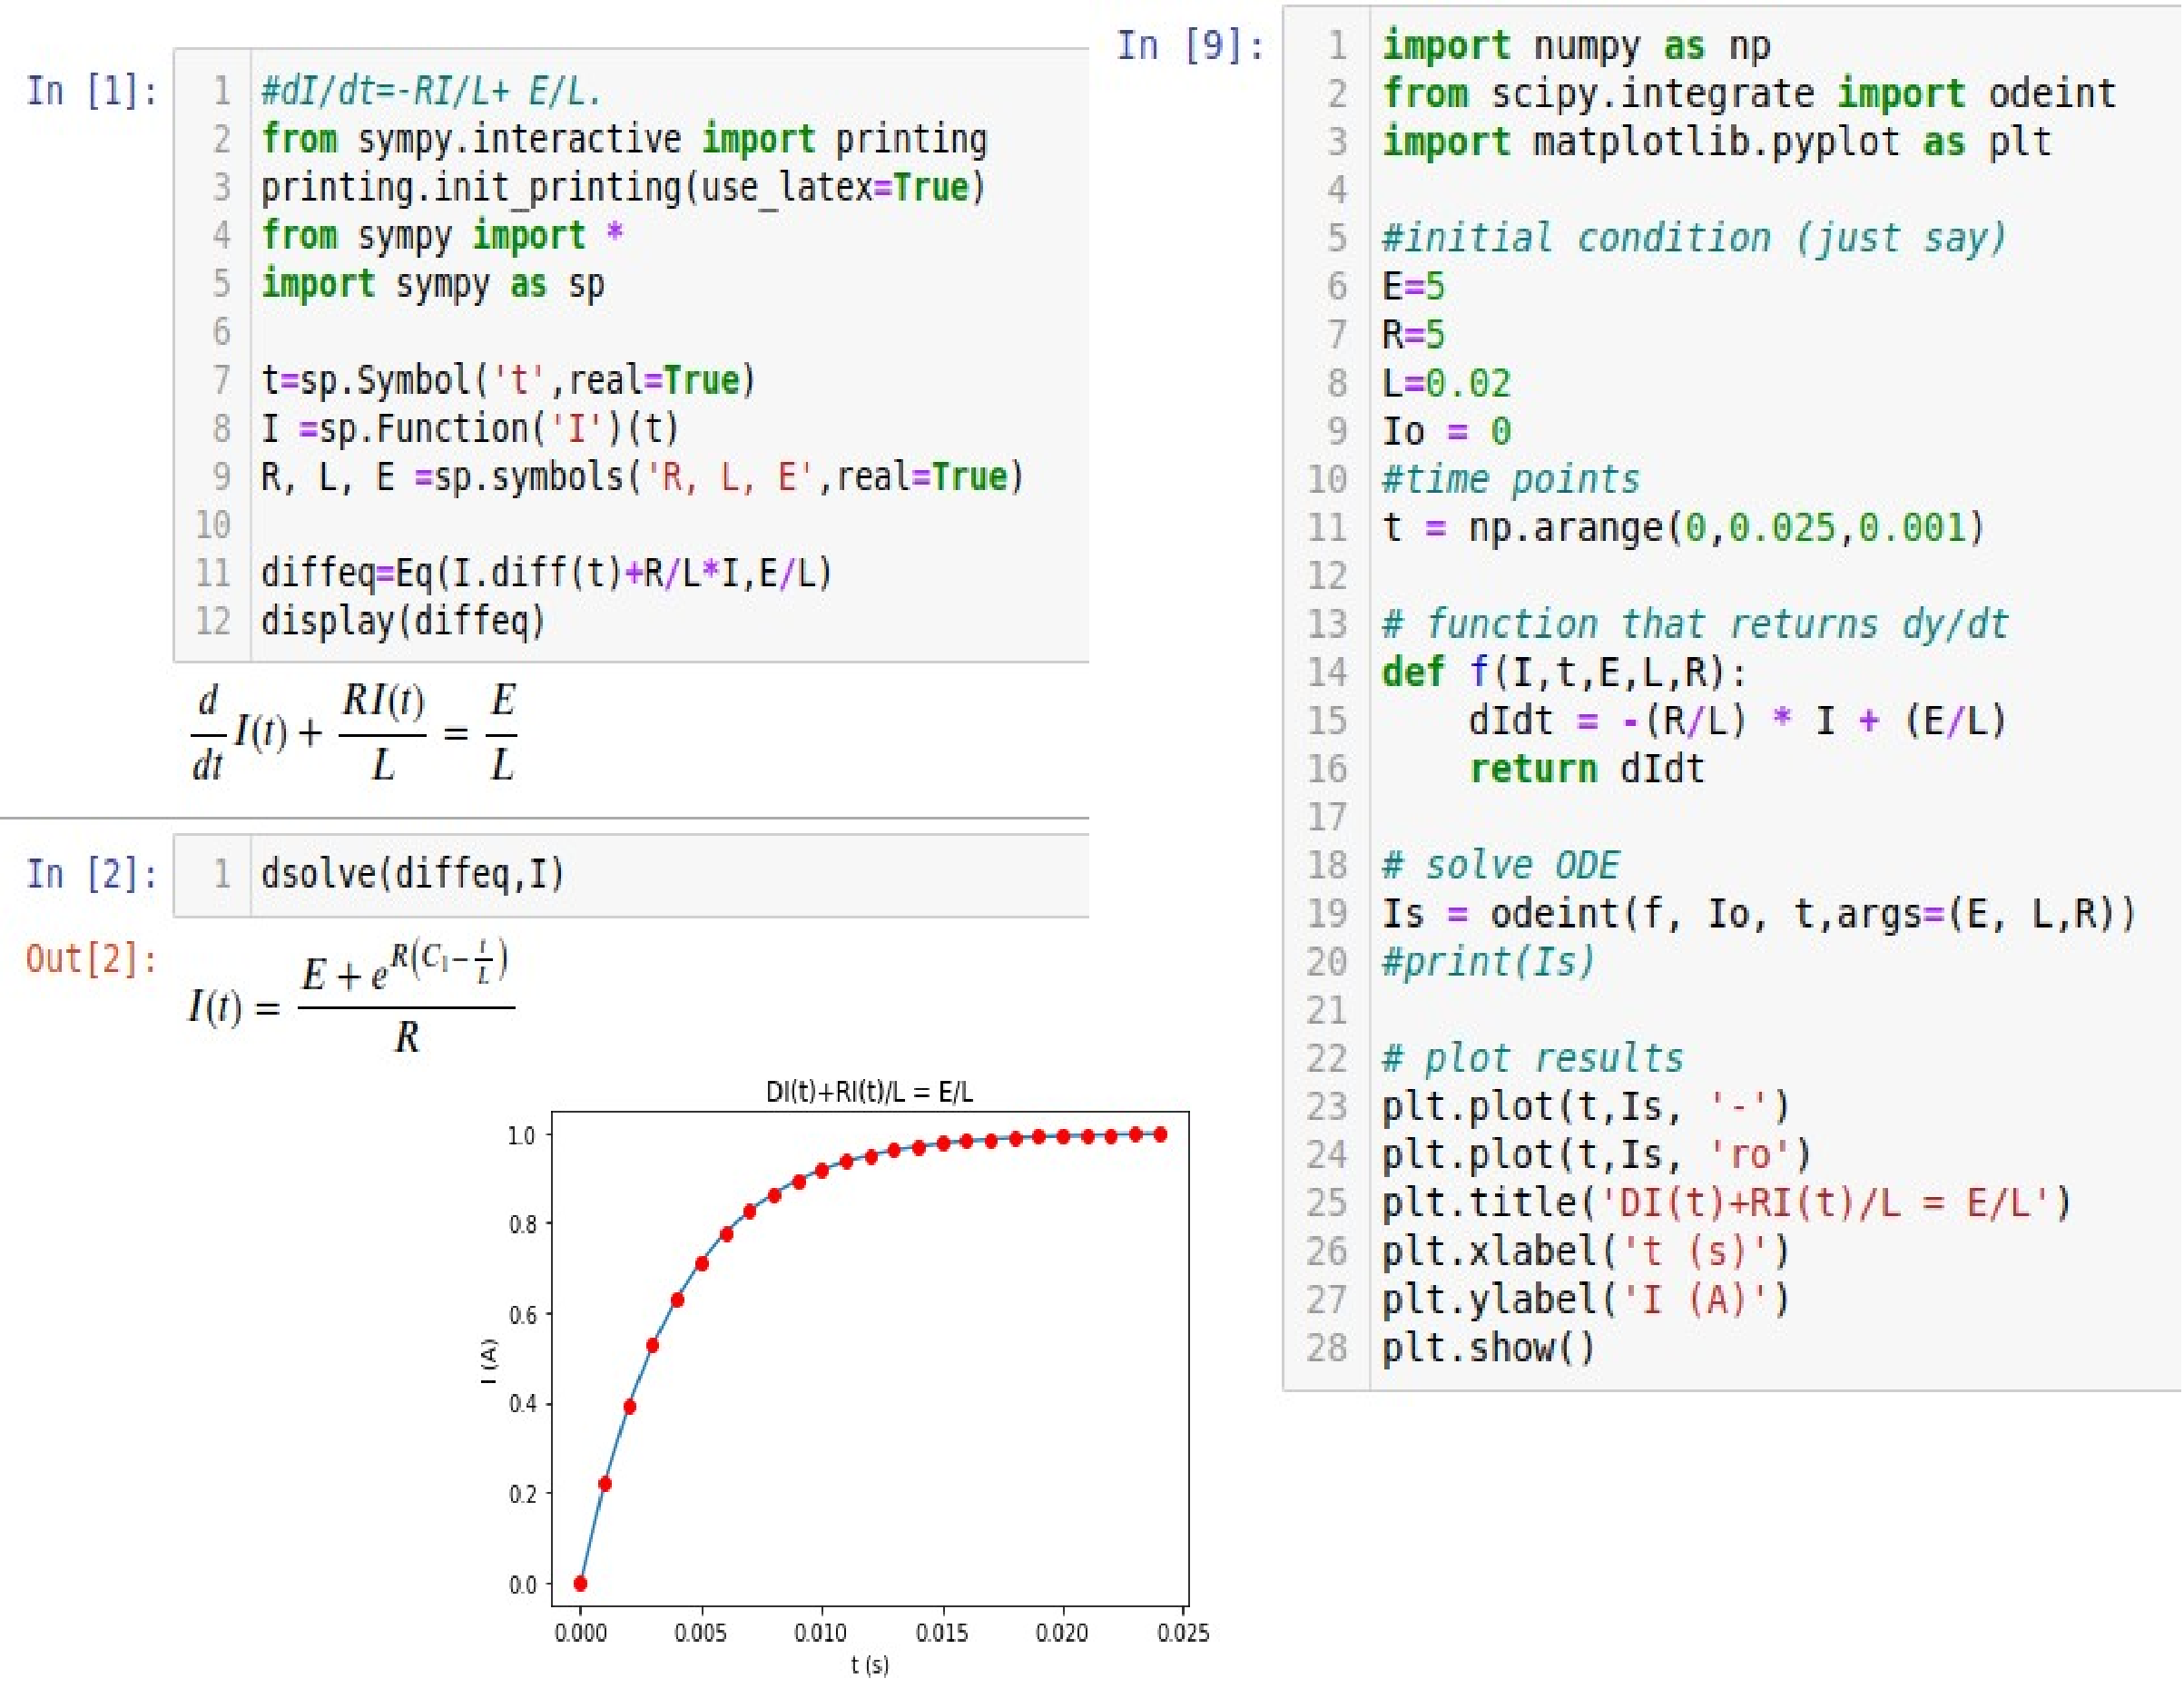 In [1]:
1 #dI/dt=-RI/L+ E/L.
2 from sympy.interactive import printing
3 printing.init_printing(use_latex=True)
4 from sympy import *
5 import sympy as sp
6
7 t=sp.Symbol('t',real=True)
8 I =sp.Function('I')(t)
9 R, L, E =sp.symbols('R, L, E',real=True)
10
11 diffeq=Eq(I.diff(t)+R/L*I,E/L)
12 display(diffeq)
d/dt I(t) + RI(t)/L = E/L
In [2]:
1 dsolve(diffeq,I)
Out[2]:
I(t) = (E + e^{R(C₁ − t/L)})/R
DI(t)+RI(t)/L = E/L
1.0
0.8
0.6
0.4
0.2
0.0
I (A)
0.000 0.005 0.010 0.015 0.020 0.025
t (s)
In [9]:
1 import numpy as np
2 from scipy.integrate import odeint
3 import matplotlib.pyplot as plt
4
5 #initial condition (just say)
6 E=5
7 R=5
8 L=0.02
9 Io = 0
10 #time points
11 t = np.arange(0,0.025,0.001)
12
13 # function that returns dy/dt
14 def f(I,t,E,L,R):
15     dIdt = -(R/L) * I + (E/L)
16     return dIdt
17
18 # solve ODE
19 Is = odeint(f, Io, t,args=(E, L,R))
20 #print(Is)
21
22 # plot results
23 plt.plot(t,Is, '-')
24 plt.plot(t,Is, 'ro')
25 plt.title('DI(t)+RI(t)/L = E/L')
26 plt.xlabel('t (s)')
27 plt.ylabel('I (A)')
28 plt.show()